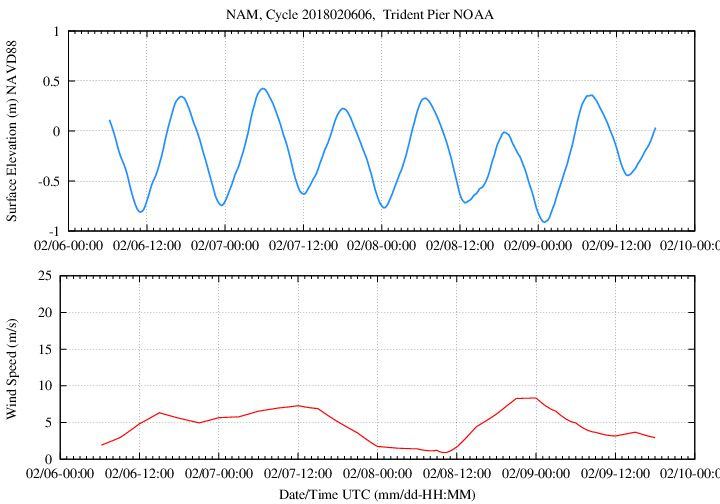 NAM, Cycle 2018020606,  Trident Pier NOAA
Surface Elevation (m) NAVD88
1
0.5
0
-0.5
-1
02/06-00:00 02/06-12:00 02/07-00:00 02/07-12:00 02/08-00:00 02/08-12:00 02/09-00:00 02/09-12:00 02/10-00:00
Wind Speed (m/s)
25
20
15
10
5
0
02/06-00:00 02/06-12:00 02/07-00:00 02/07-12:00 02/08-00:00 02/08-12:00 02/09-00:00 02/09-12:00 02/10-00:00
Date/Time UTC (mm/dd-HH:MM)